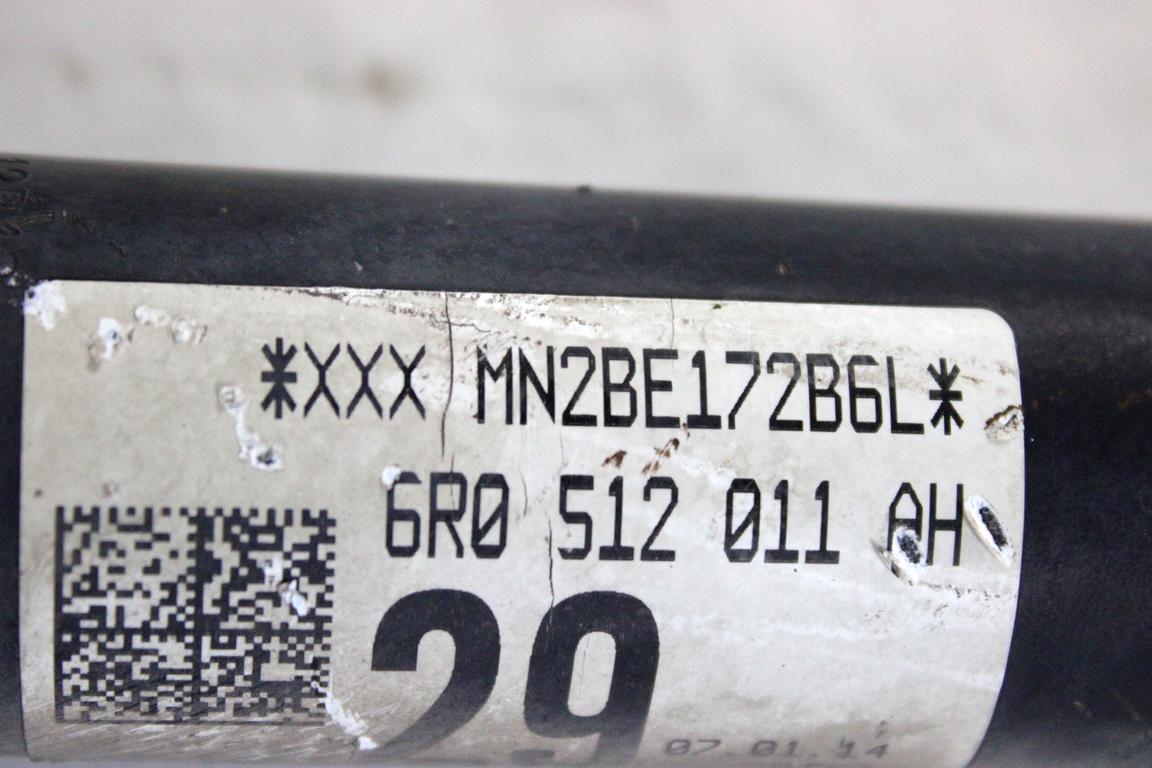 *XXX MN2BE172B6L*
6R0 512 011 AH
29
07.01.14